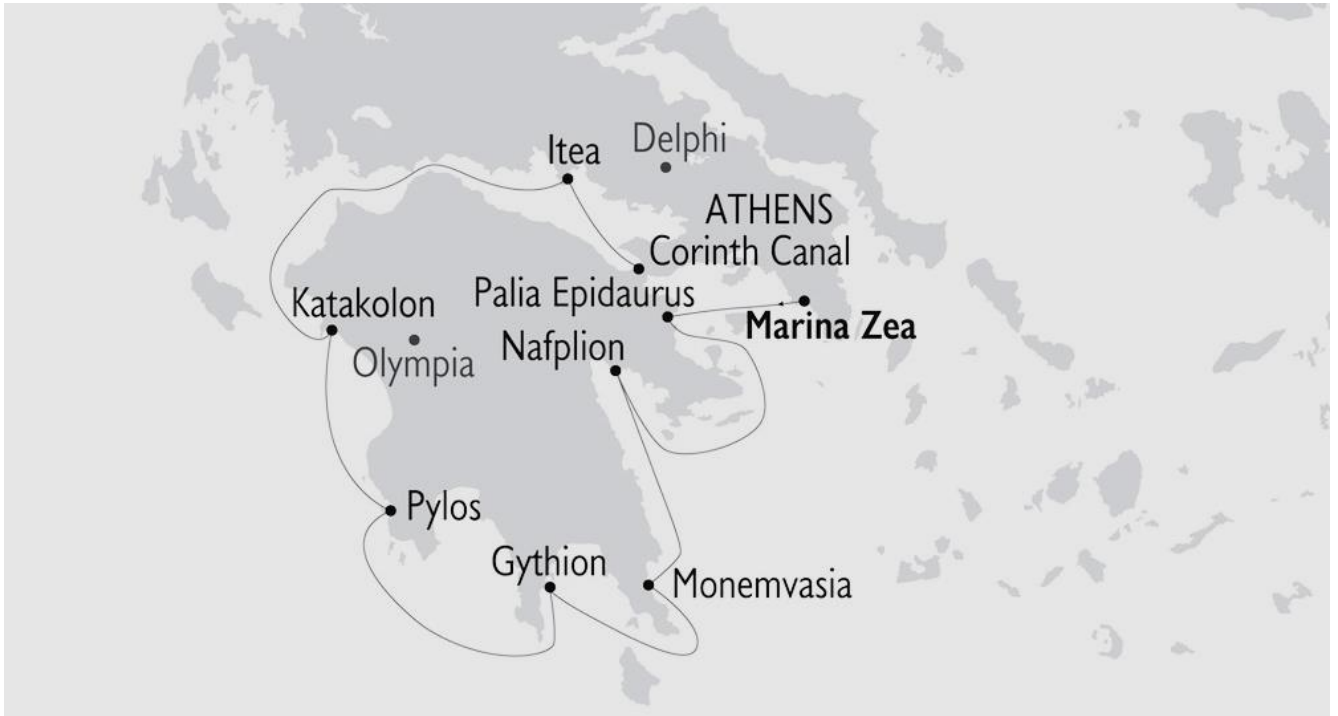 Delphi
Itea
ATHENS
Corinth Canal
Palia Epidaurus
Katakolon
Marina Zea
Nafplion
Olympia
Pylos
Gythion
Monemvasia